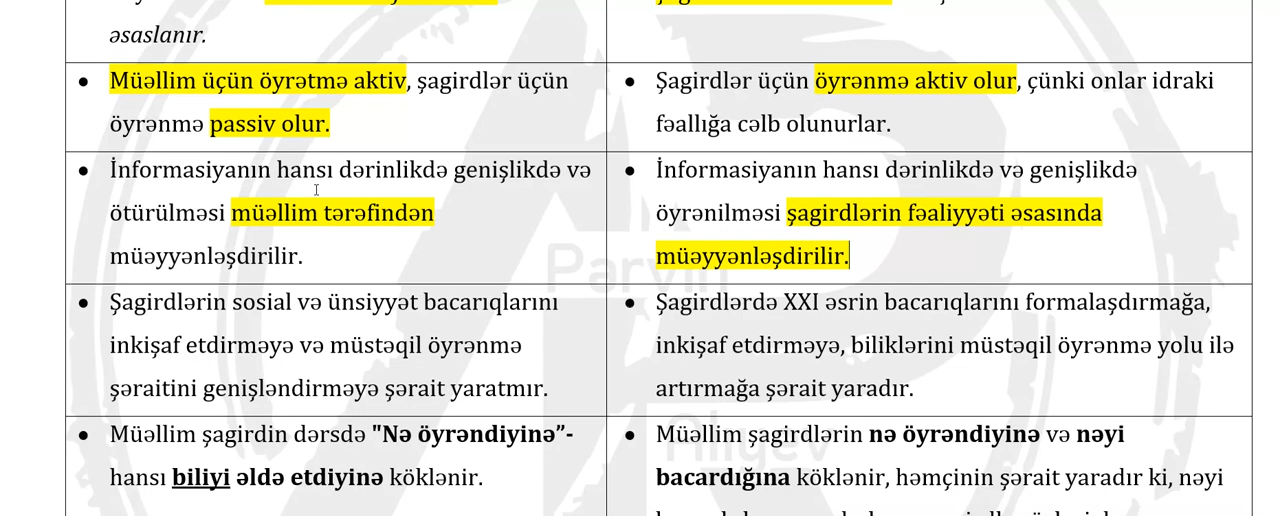 əsaslanır.
• Müəllim üçün öyrətmə aktiv, şagirdlər üçün
öyrənmə passiv olur.
• Şagirdlər üçün öyrənmə aktiv olur, çünki onlar idraki
fəallığa cəlb olunurlar.
• İnformasiyanın hansı dərinlikdə genişlikdə və
ötürülməsi müəllim tərəfindən
müəyyənləşdirilir.
• İnformasiyanın hansı dərinlikdə və genişlikdə
öyrənilməsi şagirdlərin fəaliyyəti əsasında
müəyyənləşdirilir.
• Şagirdlərin sosial və ünsiyyət bacarıqlarını
inkişaf etdirməyə və müstəqil öyrənmə
şəraitini genişləndirməyə şərait yaratmır.
• Şagirdlərdə XXI əsrin bacarıqlarını formalaşdırmağa,
inkişaf etdirməyə, biliklərini müstəqil öyrənmə yolu ilə
artırmağa şərait yaradır.
• Müəllim şagirdin dərsdə "Nə öyrəndiyinə”-
hansı biliyi əldə etdiyinə köklənir.
• Müəllim şagirdlərin nə öyrəndiyinə və nəyi
bacardığına köklənir, həmçinin şərait yaradır ki, nəyi